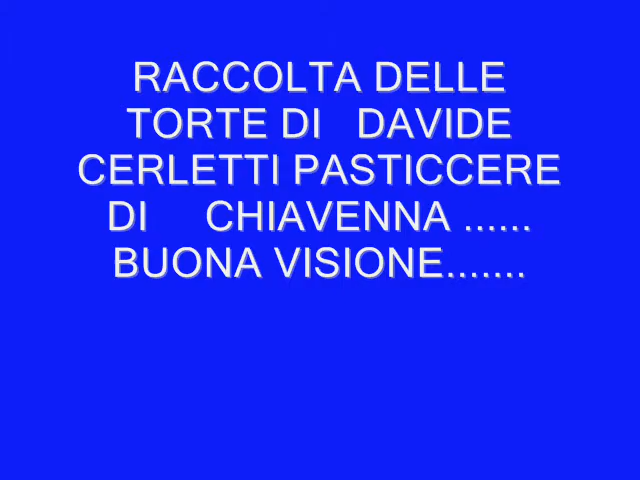 RACCOLTA DELLE
TORTE DI DAVIDE
CERLETTI PASTICCERE
DI CHIAVENNA ......
BUONA VISIONE.......